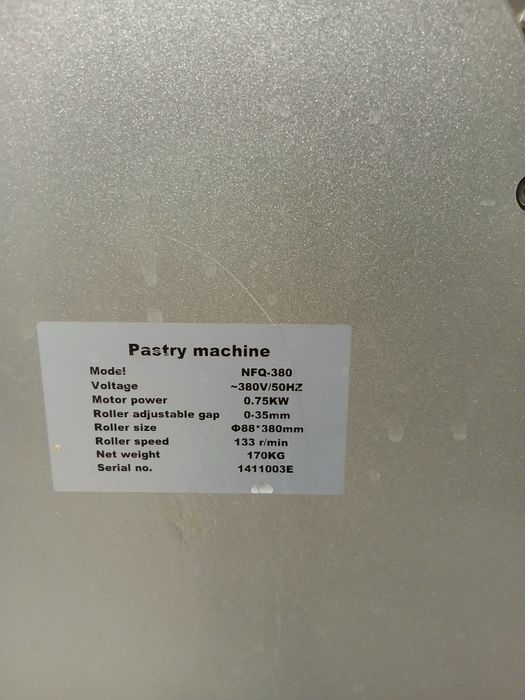 Pastry machine
Model NFQ-380
Voltage ~380V/50HZ
Motor power 0.75KW
Roller adjustable gap 0-35mm
Roller size Φ88*380mm
Roller speed 133 r/min
Net weight 170KG
Serial no. 1411003E